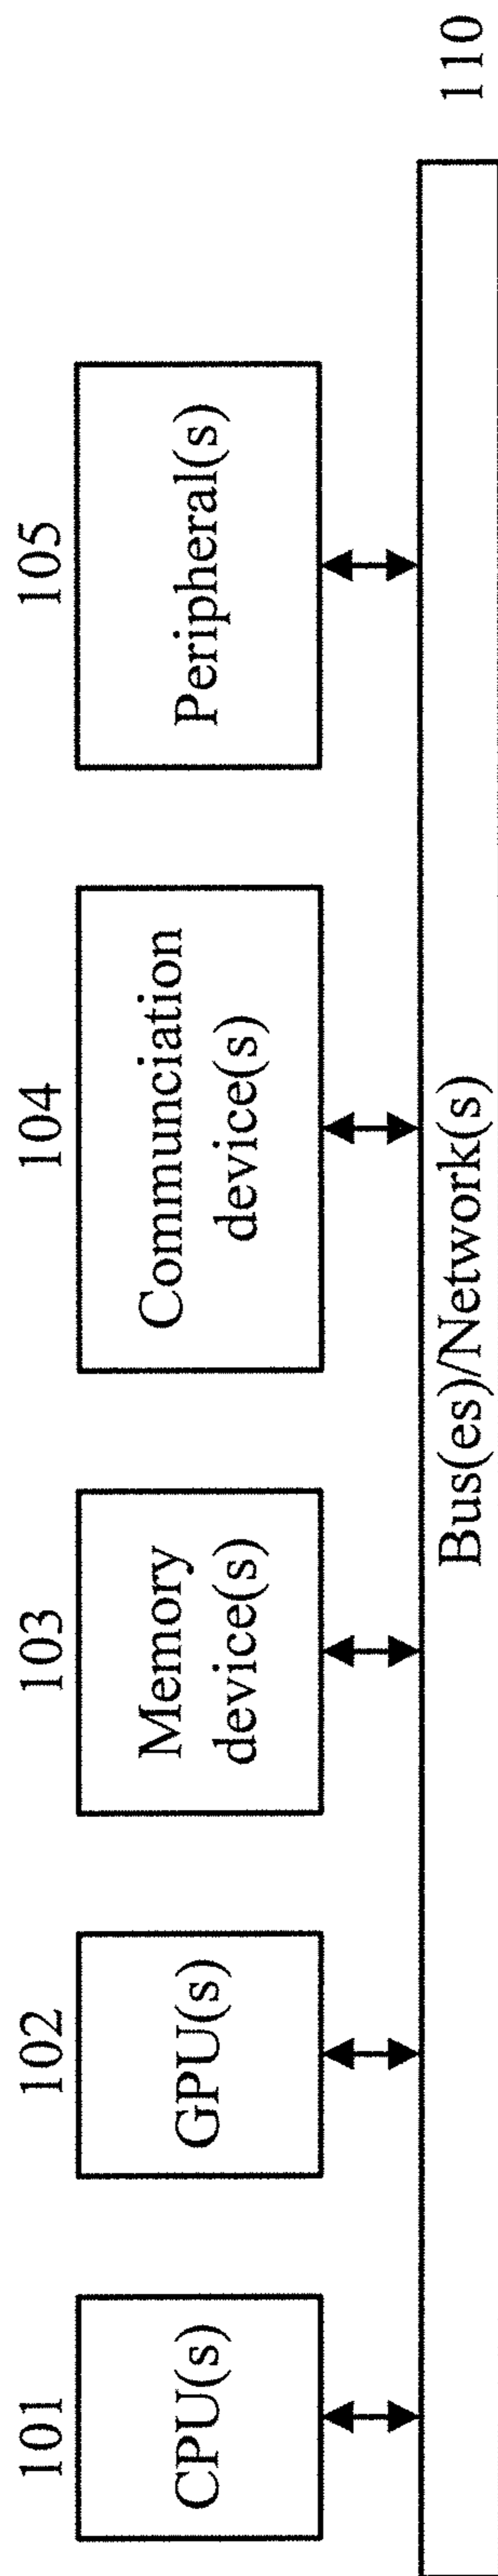 101
CPU(s)
102
GPU(s)
103
Memory
device(s)
104
Communciation
device(s)
105
Peripheral(s)
Bus(es)/Network(s)
110